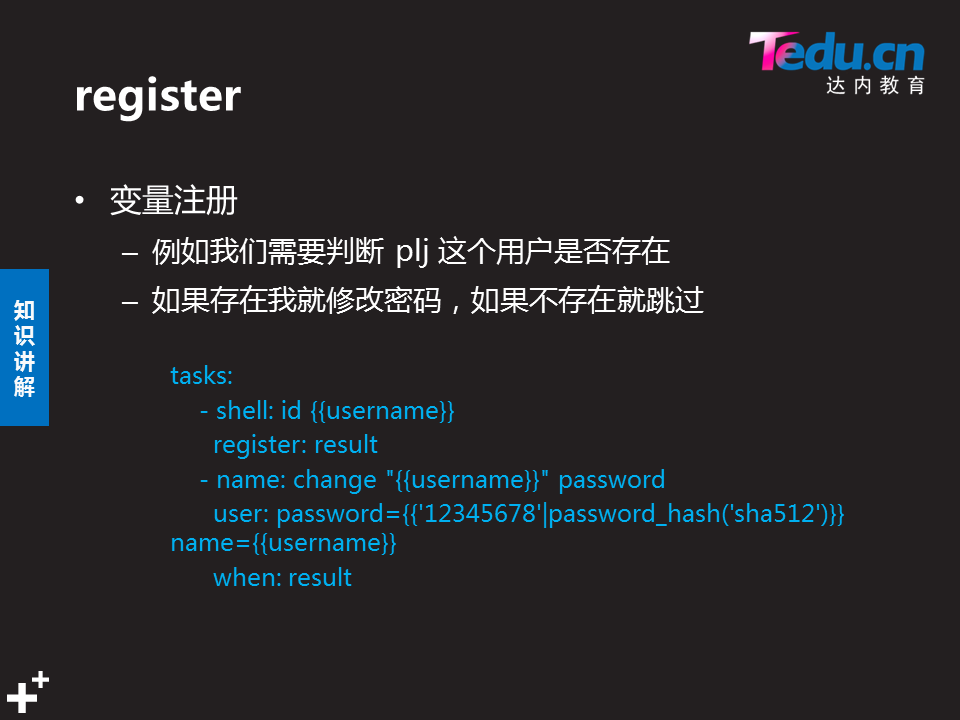 Tedu.cn
达内教育
register
• 变量注册
– 例如我们需要判断 plj 这个用户是否存在
– 如果存在我就修改密码，如果不存在就跳过
知识讲解
tasks:
- shell: id {{username}}
register: result
- name: change "{{username}}" password
user: password={{'12345678'|password_hash('sha512')}}
name={{username}}
when: result